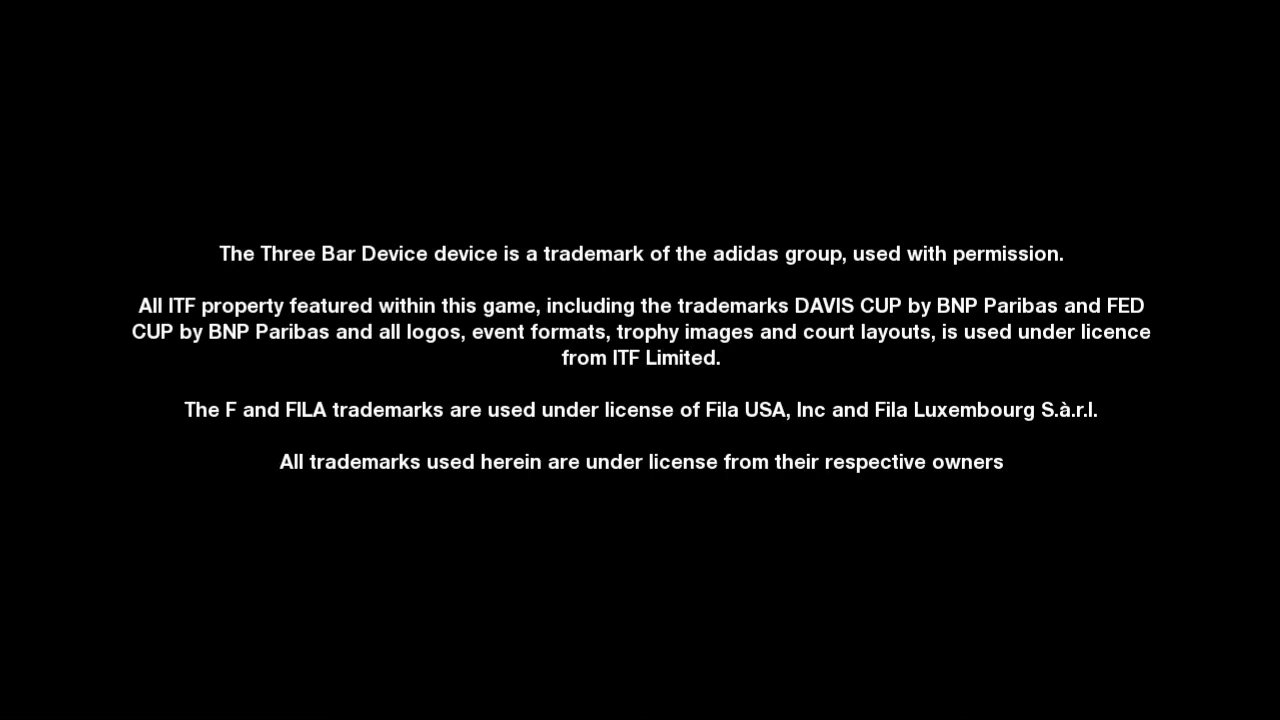 The Three Bar Device device is a trademark of the adidas group, used with permission.
All ITF property featured within this game, including the trademarks DAVIS CUP by BNP Paribas and FED
CUP by BNP Paribas and all logos, event formats, trophy images and court layouts, is used under licence
from ITF Limited.
The F and FILA trademarks are used under license of Fila USA, Inc and Fila Luxembourg S.à.r.l.
All trademarks used herein are under license from their respective owners